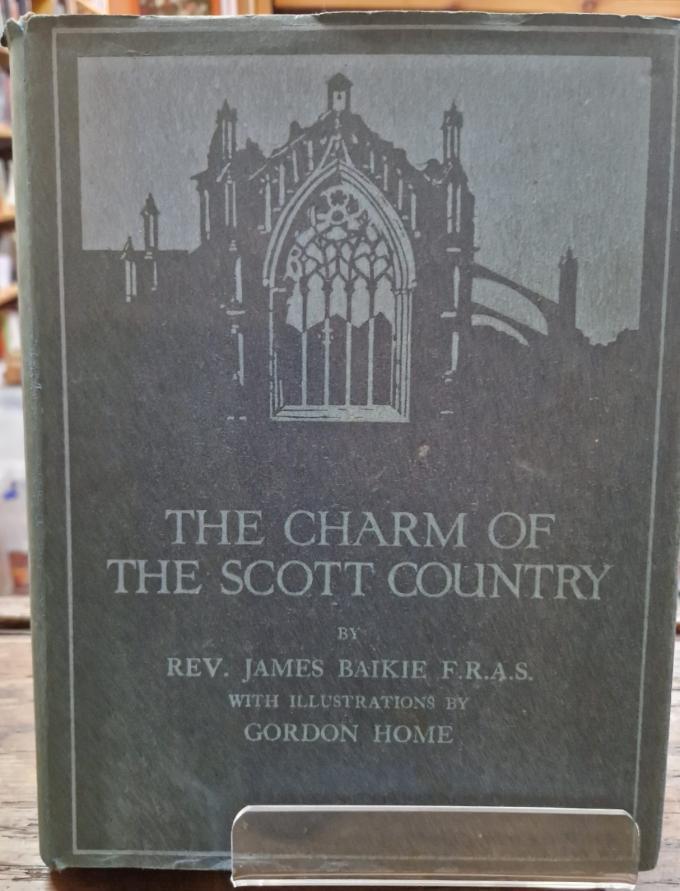 THE CHARM OF
THE SCOTT COUNTRY
BY
REV. JAMES BAIKIE F.R.A.S.
WITH ILLUSTRATIONS BY
GORDON HOME